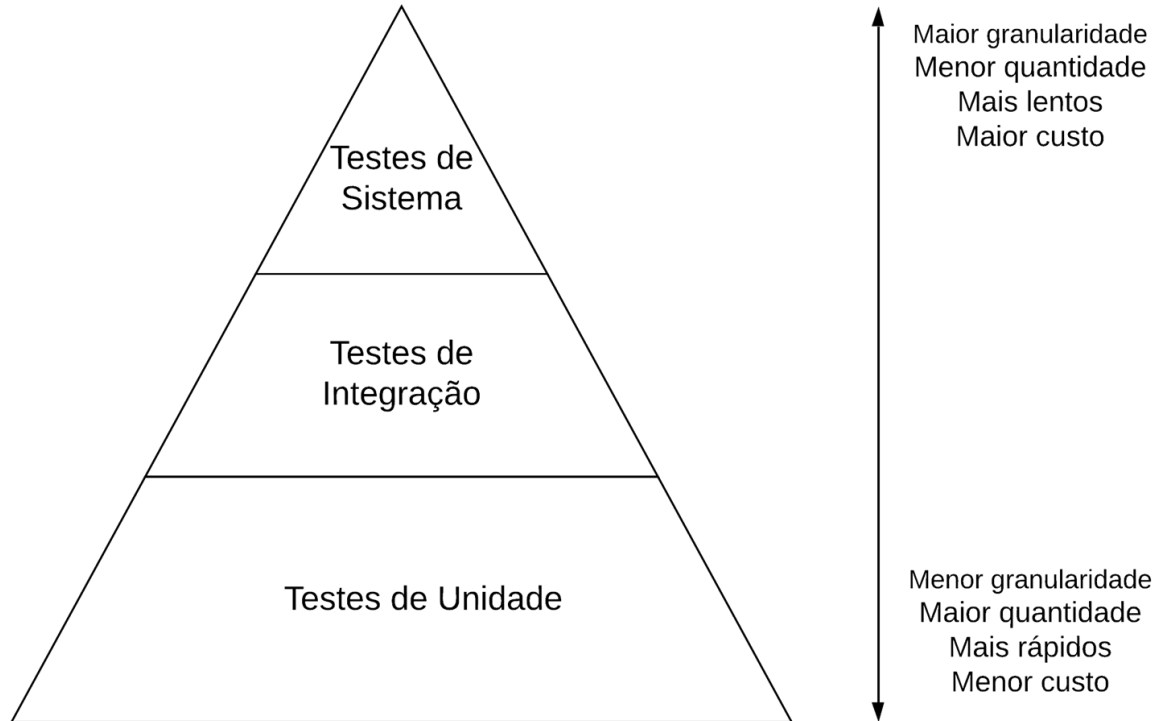 Testes de
Sistema
Testes de
Integração
Testes de Unidade
Maior granularidade
Menor quantidade
Mais lentos
Maior custo
Menor granularidade
Maior quantidade
Mais rápidos
Menor custo